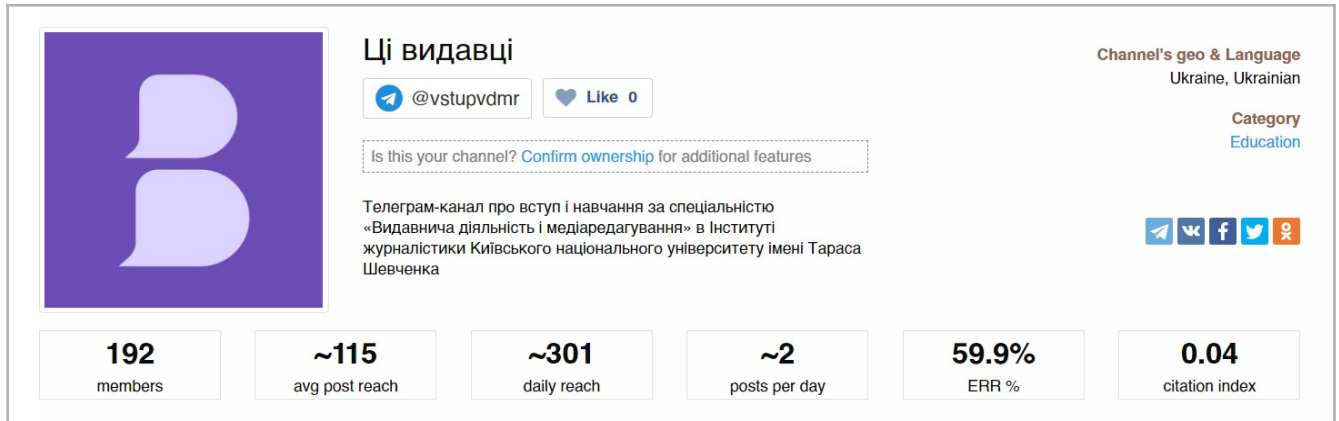 Ці видавці
@vstupvdmr
Like 0
Is this your channel? Confirm ownership for additional features
Телеграм-канал про вступ і навчання за спеціальністю
«Видавнича діяльність і медіаредагування» в Інституті
журналістики Київського національного університету імені Тараса
Шевченка
Channel's geo & Language
Ukraine, Ukrainian
Category
Education
192
members
~115
avg post reach
~301
daily reach
~2
posts per day
59.9%
ERR %
0.04
citation index